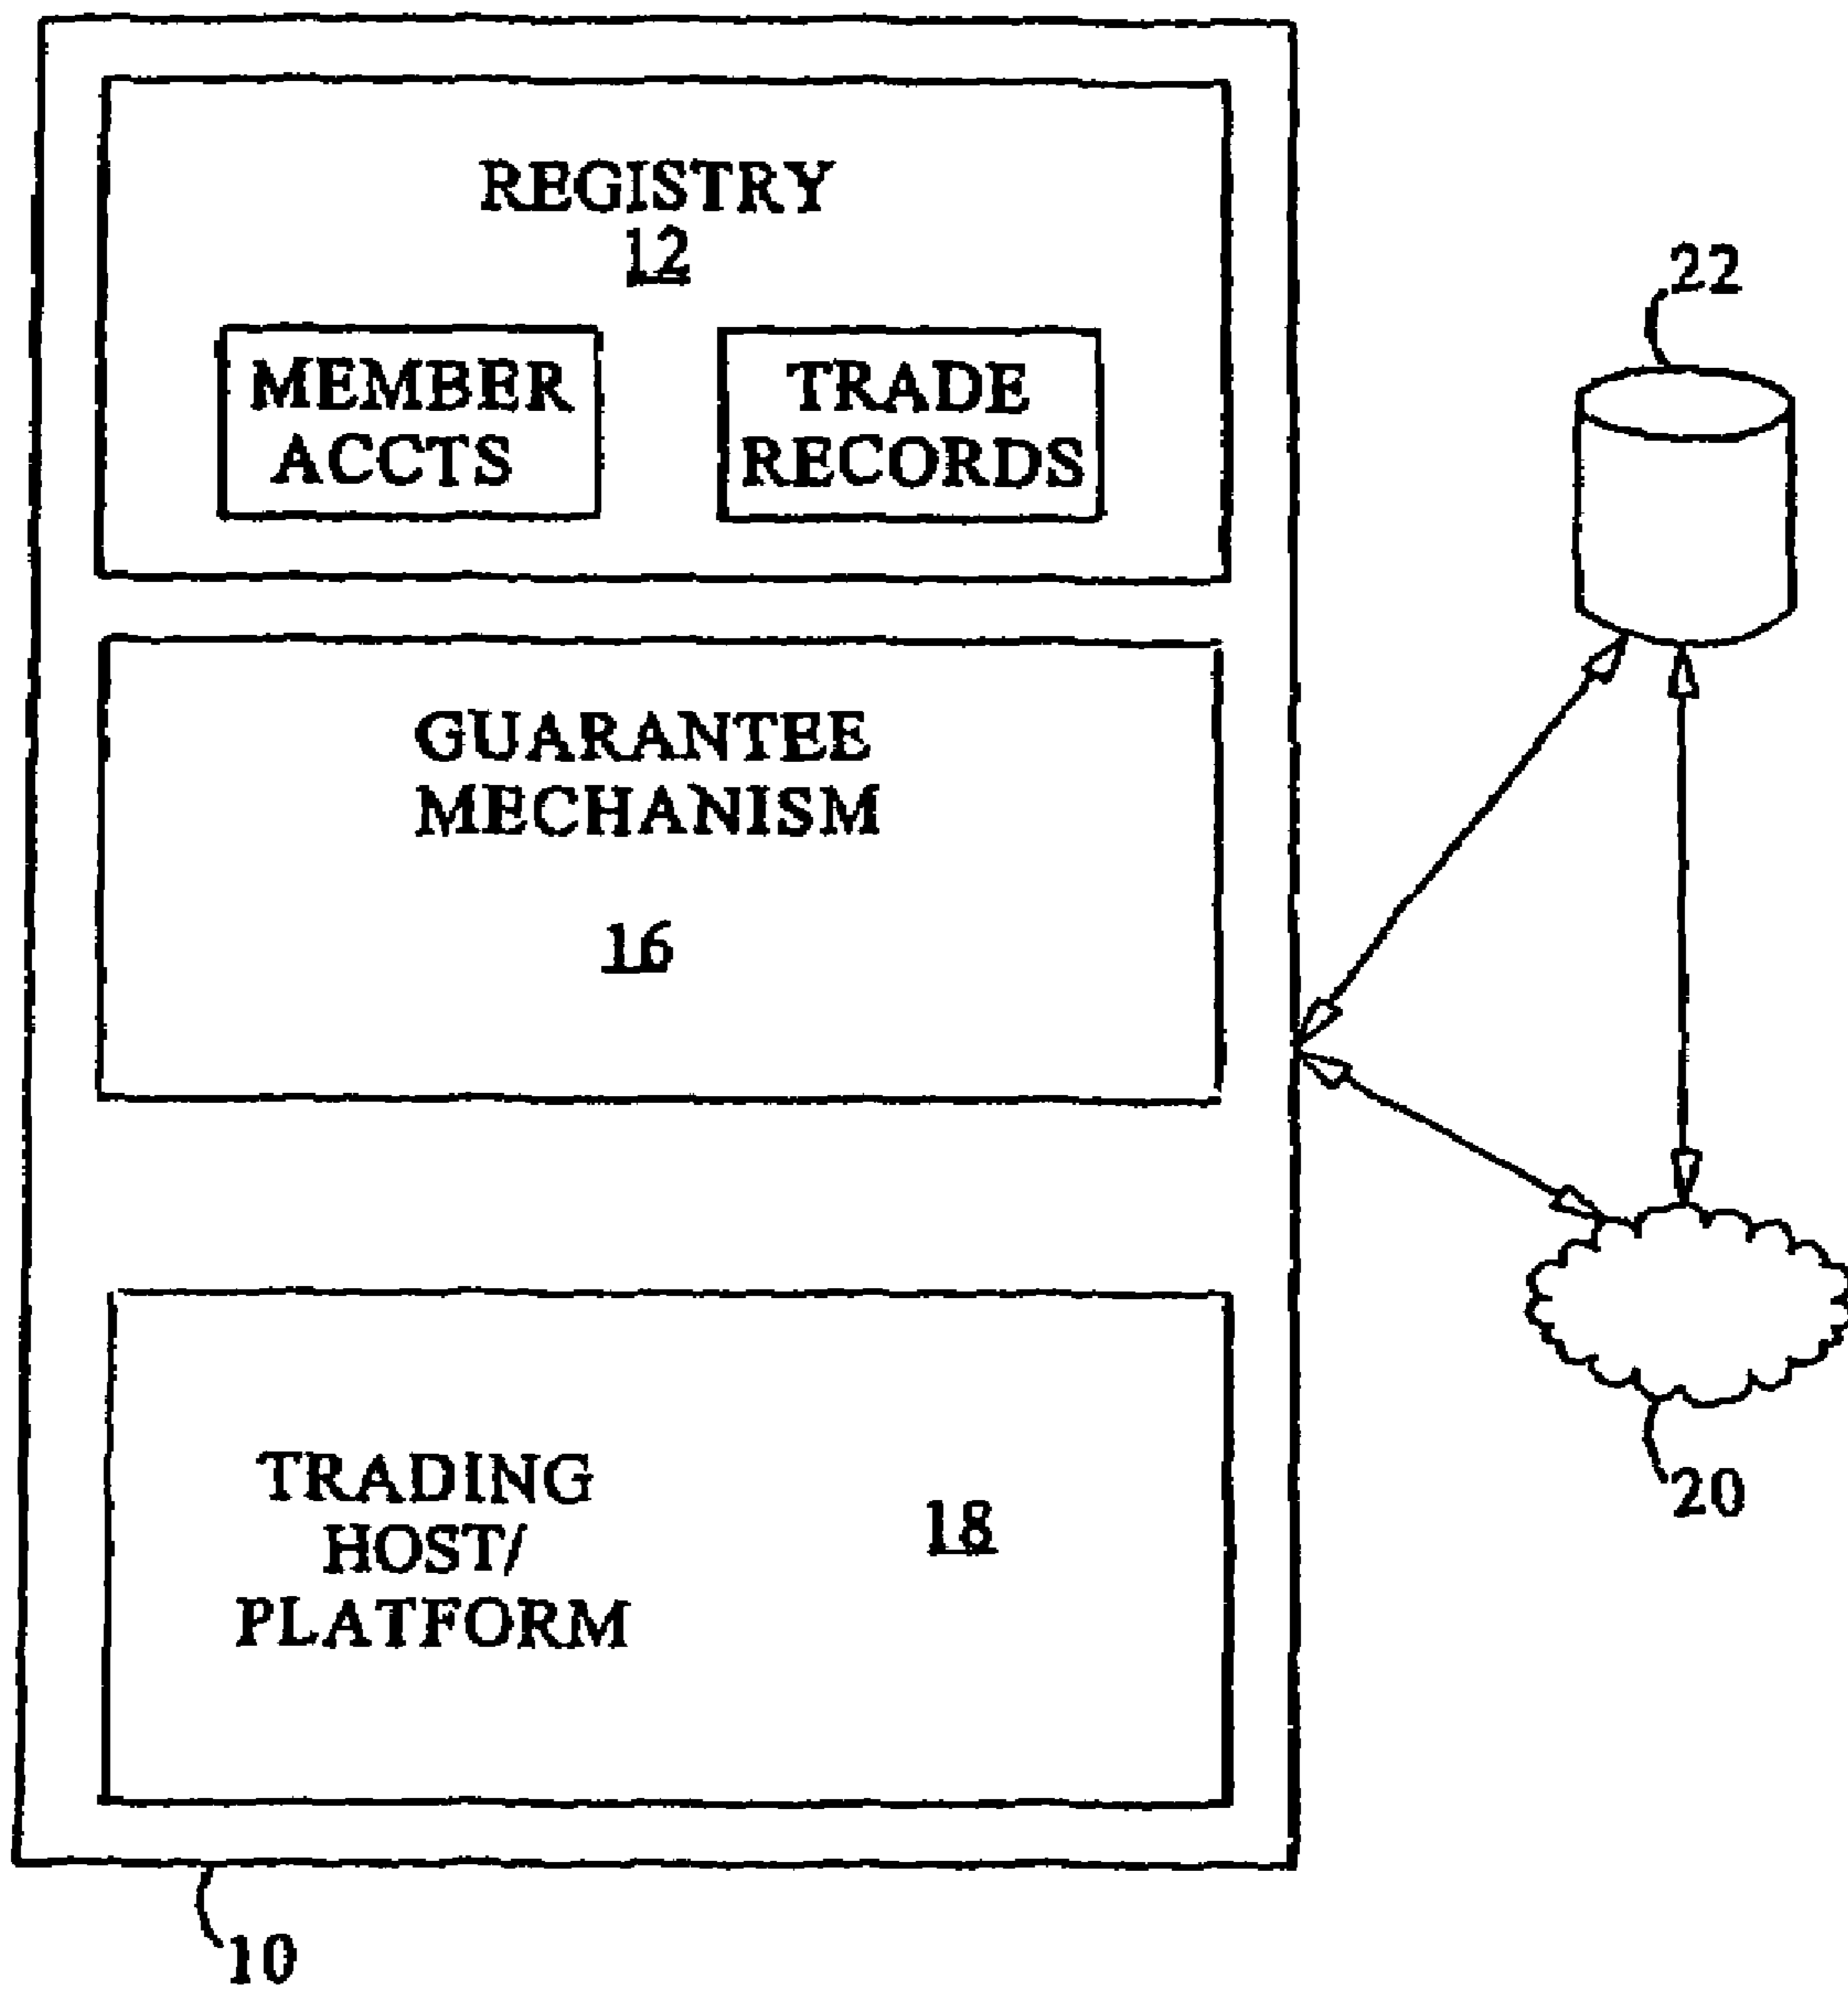 REGISTRY
12
MEMBER
ACCTS
TRADE
RECORDS
22
GUARANTEE
MECHANISM
16
TRADING
HOST/
PLATFORM
18
20
10